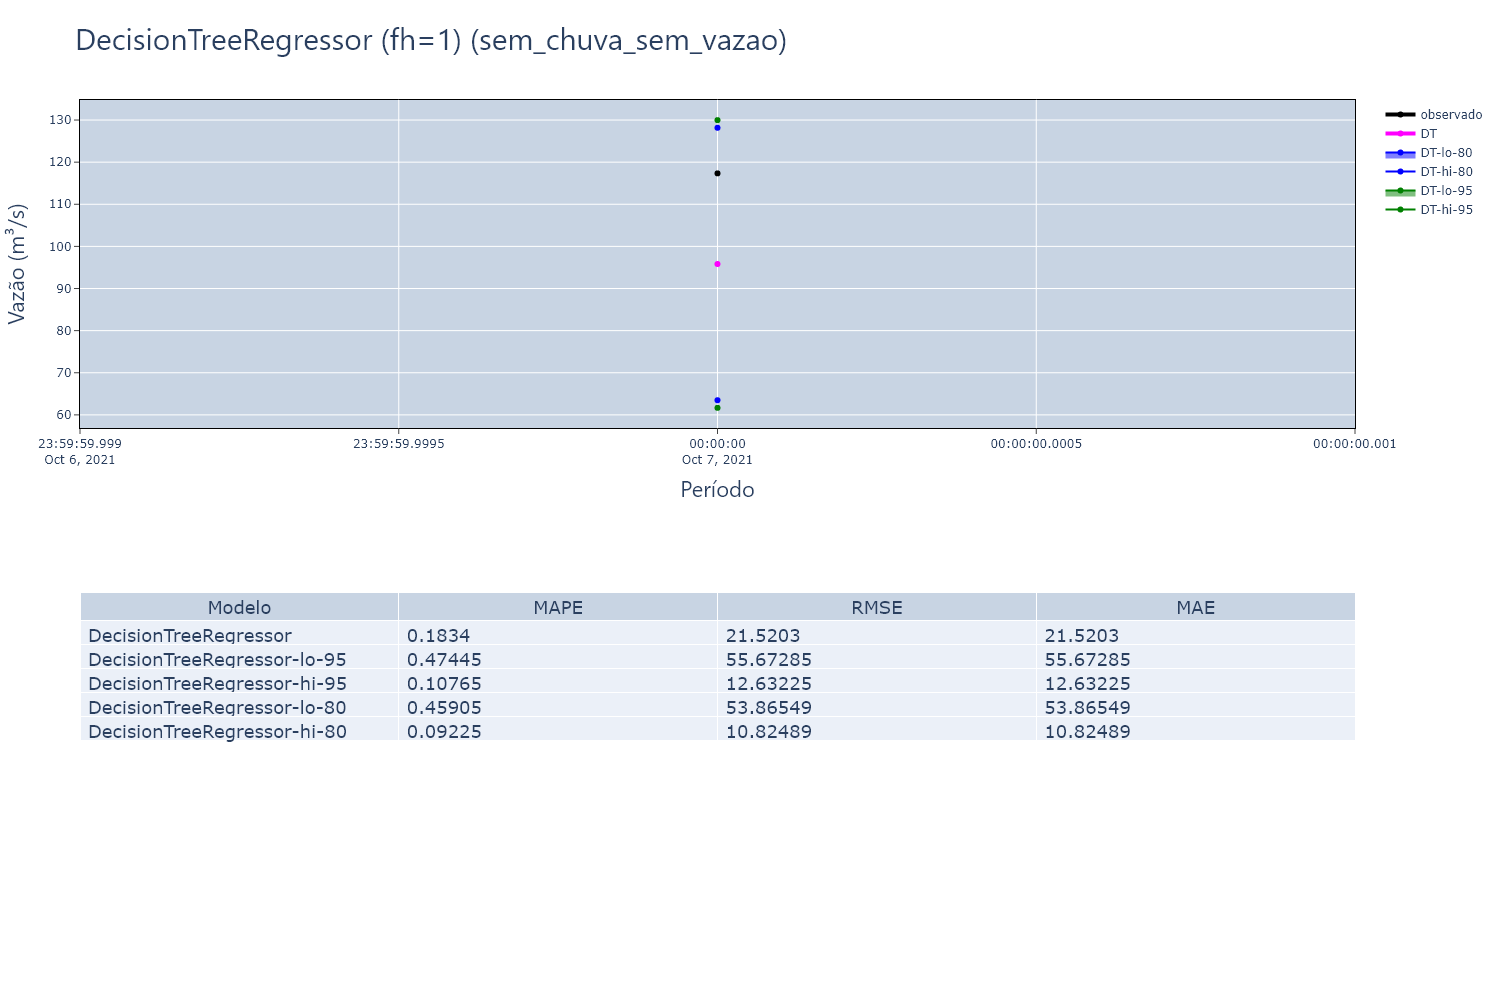 DecisionTreeRegressor (fh=1) (sem_chuva_sem_vazao)
Vazão (m³/s)
130
120
110
100
90
80
70
60
observado
DT
DT-lo-80
DT-hi-80
DT-lo-95
DT-hi-95
23:59:59.999 23:59:59.9995 00:00:00 00:00:00.0005 00:00:00.001
Oct 6, 2021 Oct 7, 2021
Período
Modelo MAPE RMSE MAE
DecisionTreeRegressor 0.1834 21.5203 21.5203
DecisionTreeRegressor-lo-95 0.47445 55.67285 55.67285
DecisionTreeRegressor-hi-95 0.10765 12.63225 12.63225
DecisionTreeRegressor-lo-80 0.45905 53.86549 53.86549
DecisionTreeRegressor-hi-80 0.09225 10.82489 10.82489